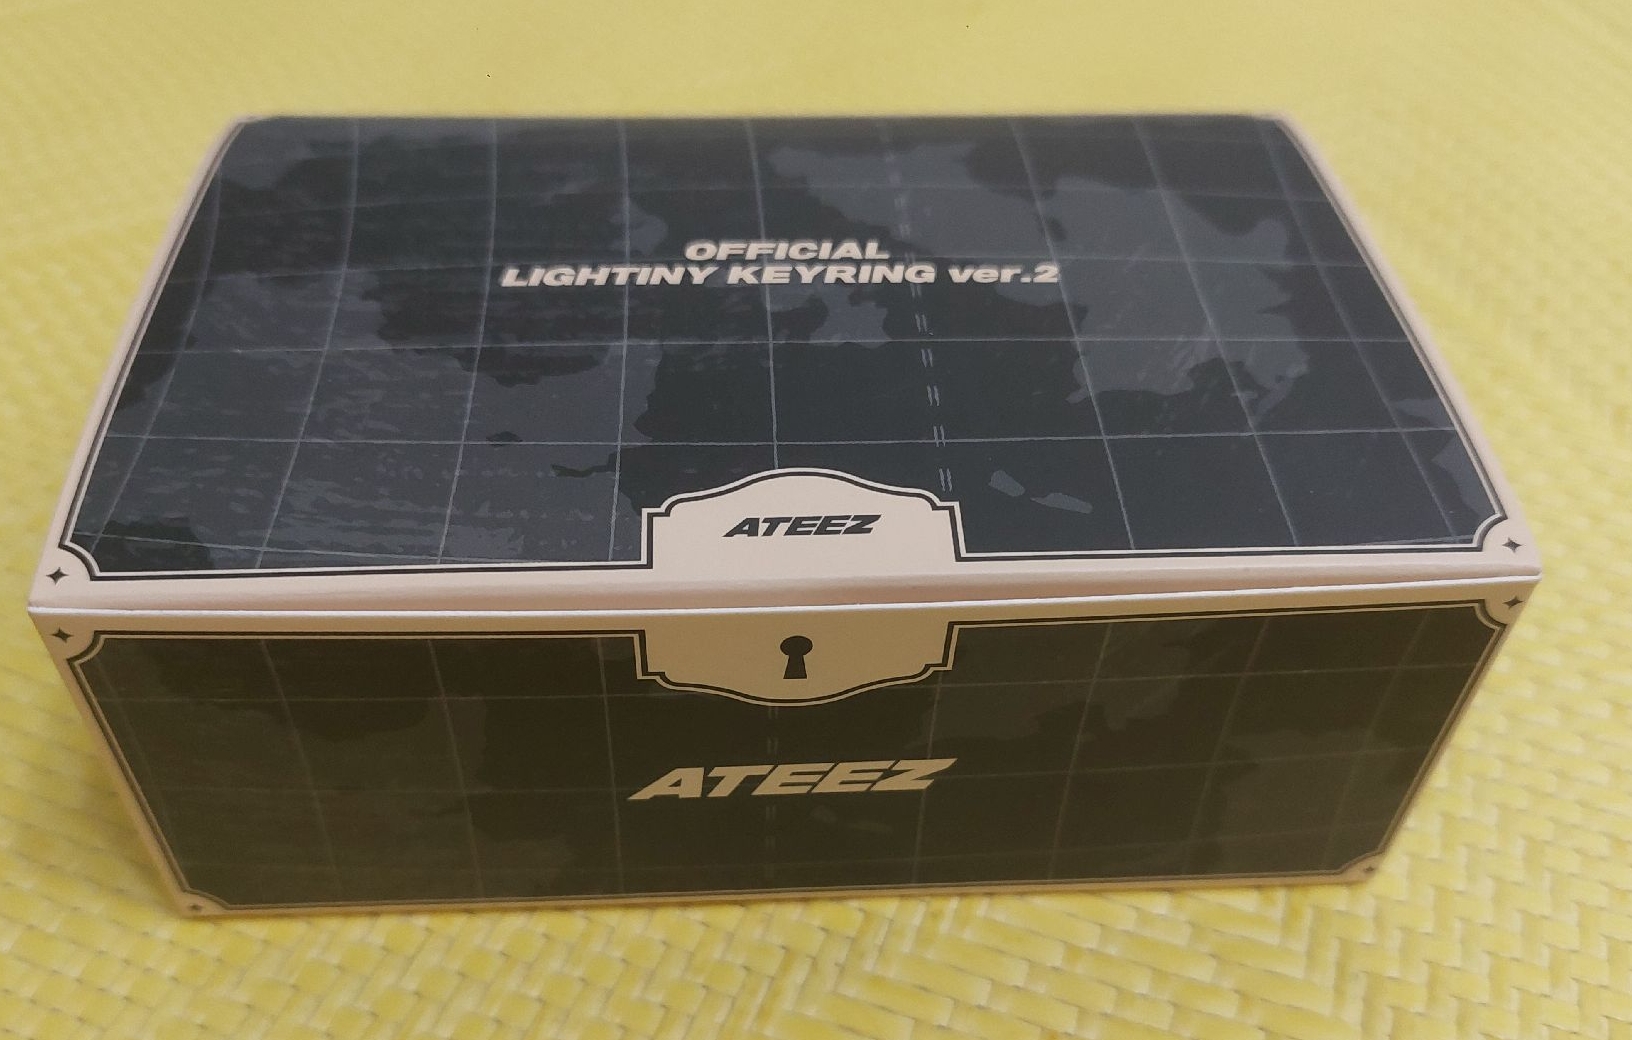 OFFICIAL
LIGHTINY KEYRING ver.2
ATEEZ
ATEEZ